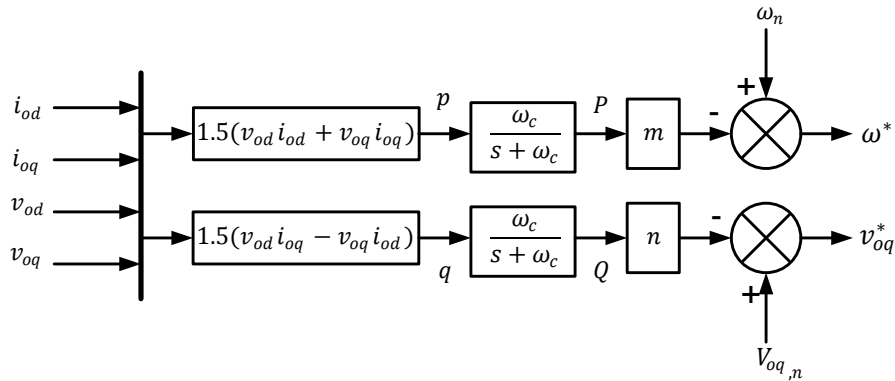 ω_n
i_od
i_oq
v_od
v_oq
1.5(v_od i_od + v_oq i_oq)
p
ω_c / (s + ω_c)
P
m
-
+
ω*
1.5(v_od i_oq − v_oq i_od)
q
ω_c / (s + ω_c)
Q
n
-
+
v*_oq
V_oq,n